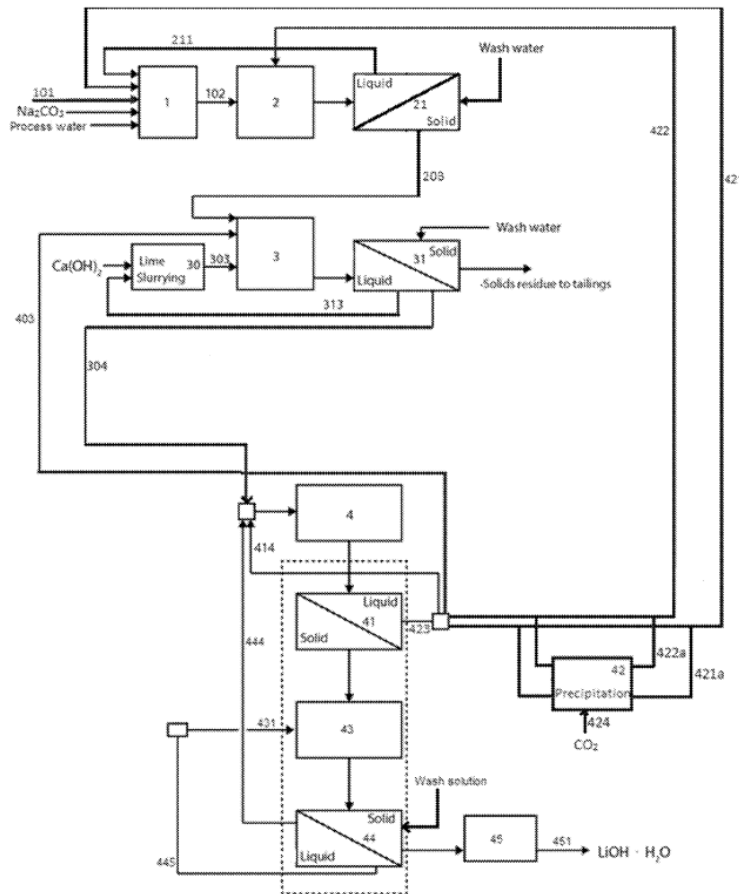 211
Wash water
101
Na₂CO₃
Process water
1
102
2
Liquid
21
Solid
422
421
203
Wash water
Ca(OH)₂
Lime
Slurrying
30
303
3
Solid
31
Liquid
-Solids residue to tailings
313
403
304
4
414
Liquid
41
Solid
423
444
42
Precipitation
422a
421a
424
CO₂
431
43
Wash solution
Solid
44
Liquid
45
451
LiOH · H₂O
445